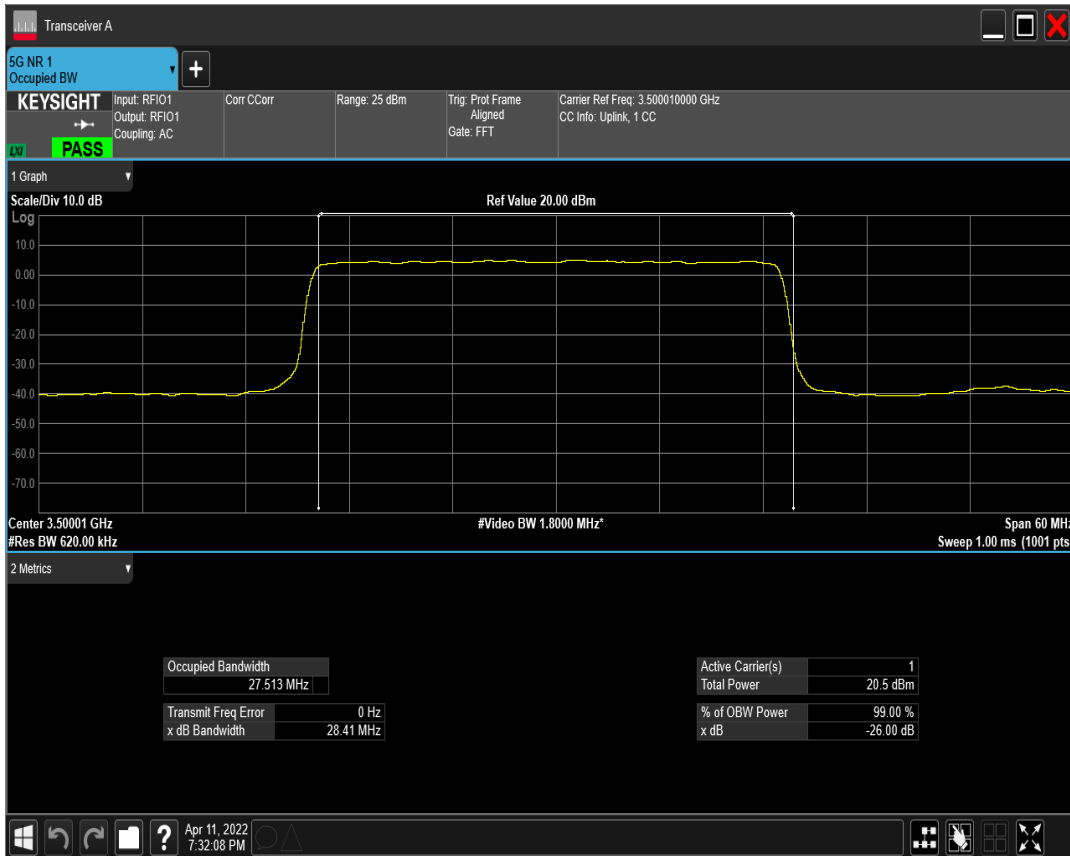 Transceiver A
5G NR 1
Occupied BW
+
KEYSIGHT
LXI
PASS
Input: RFIO1
Output: RFIO1
Coupling: AC
Corr CCorr
Range: 25 dBm
Trig: Prot Frame
Aligned
Gate: FFT
Carrier Ref Freq: 3.500010000 GHz
CC Info: Uplink, 1 CC
1 Graph
Scale/Div 10.0 dB
Ref Value 20.00 dBm
Log
10.0
0.00
-10.0
-20.0
-30.0
-40.0
-50.0
-60.0
-70.0
Center 3.50001 GHz
#Video BW 1.8000 MHz*
Span 60 MHz
#Res BW 620.00 kHz
Sweep 1.00 ms (1001 pts
2 Metrics
Occupied Bandwidth
27.513 MHz
Transmit Freq Error 0 Hz
x dB Bandwidth 28.41 MHz
Active Carrier(s) 1
Total Power 20.5 dBm
% of OBW Power 99.00 %
x dB -26.00 dB
?
Apr 11, 2022
7:32:08 PM